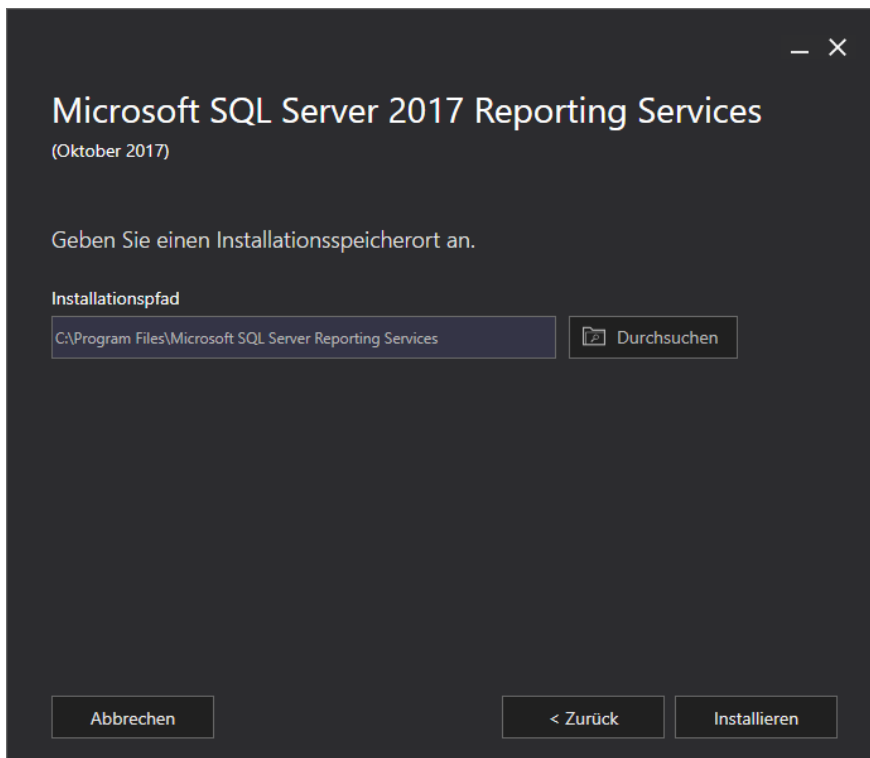 Microsoft SQL Server 2017 Reporting Services
(Oktober 2017)
Geben Sie einen Installationsspeicherort an.
Installationspfad
C:\Program Files\Microsoft SQL Server Reporting Services
Durchsuchen
Abbrechen
< Zurück
Installieren